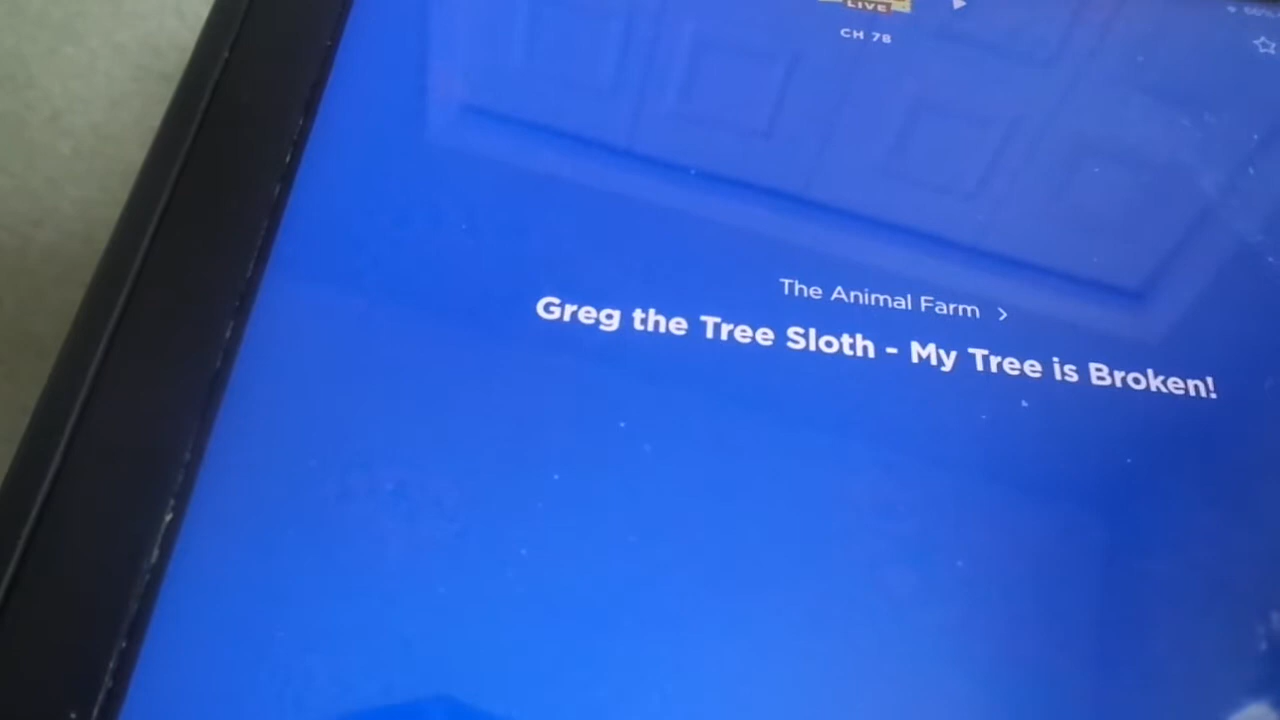 LIVE
CH 78
The Animal Farm >
Greg the Tree Sloth - My Tree is Broken!